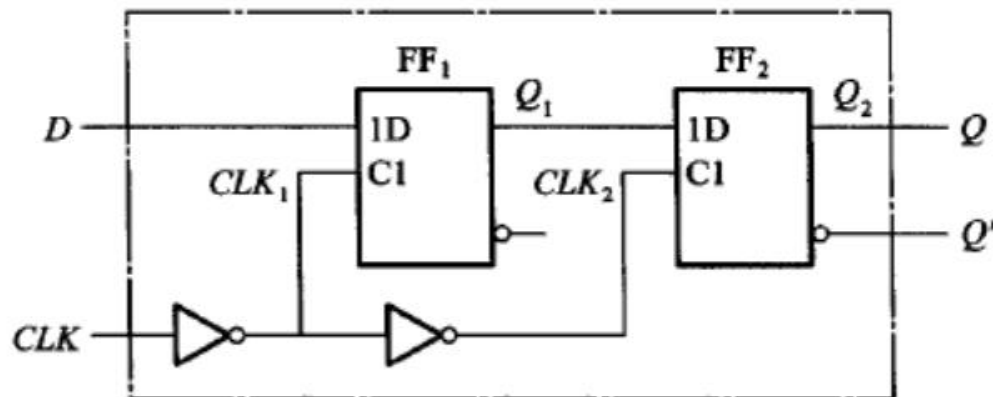 FF₁ FF₂
Q₁ Q₂
D 1D 1D Q
CLK₁ C1 CLK₂ C1
Q'
CLK